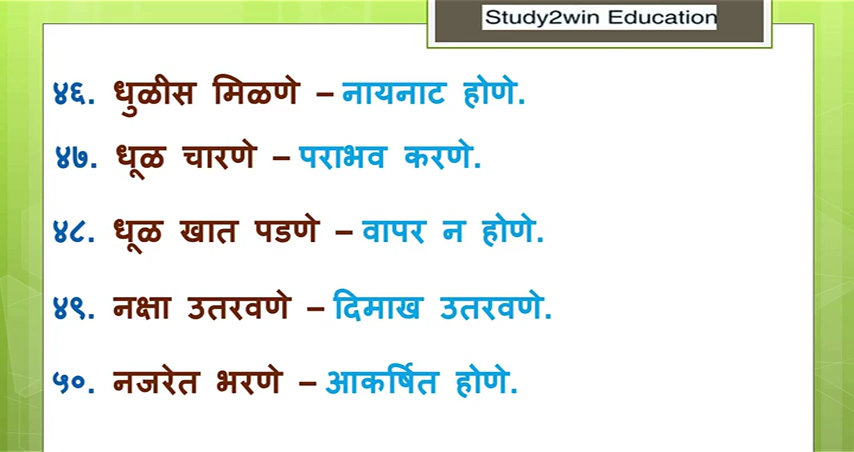 Study2win Education
४६. धुळीस मिळणे – नायनाट होणे.
४७. धूळ चारणे – पराभव करणे.
४८. धूळ खात पडणे – वापर न होणे.
४९. नक्षा उतरवणे – दिमाख उतरवणे.
५०. नजरेत भरणे – आकर्षित होणे.